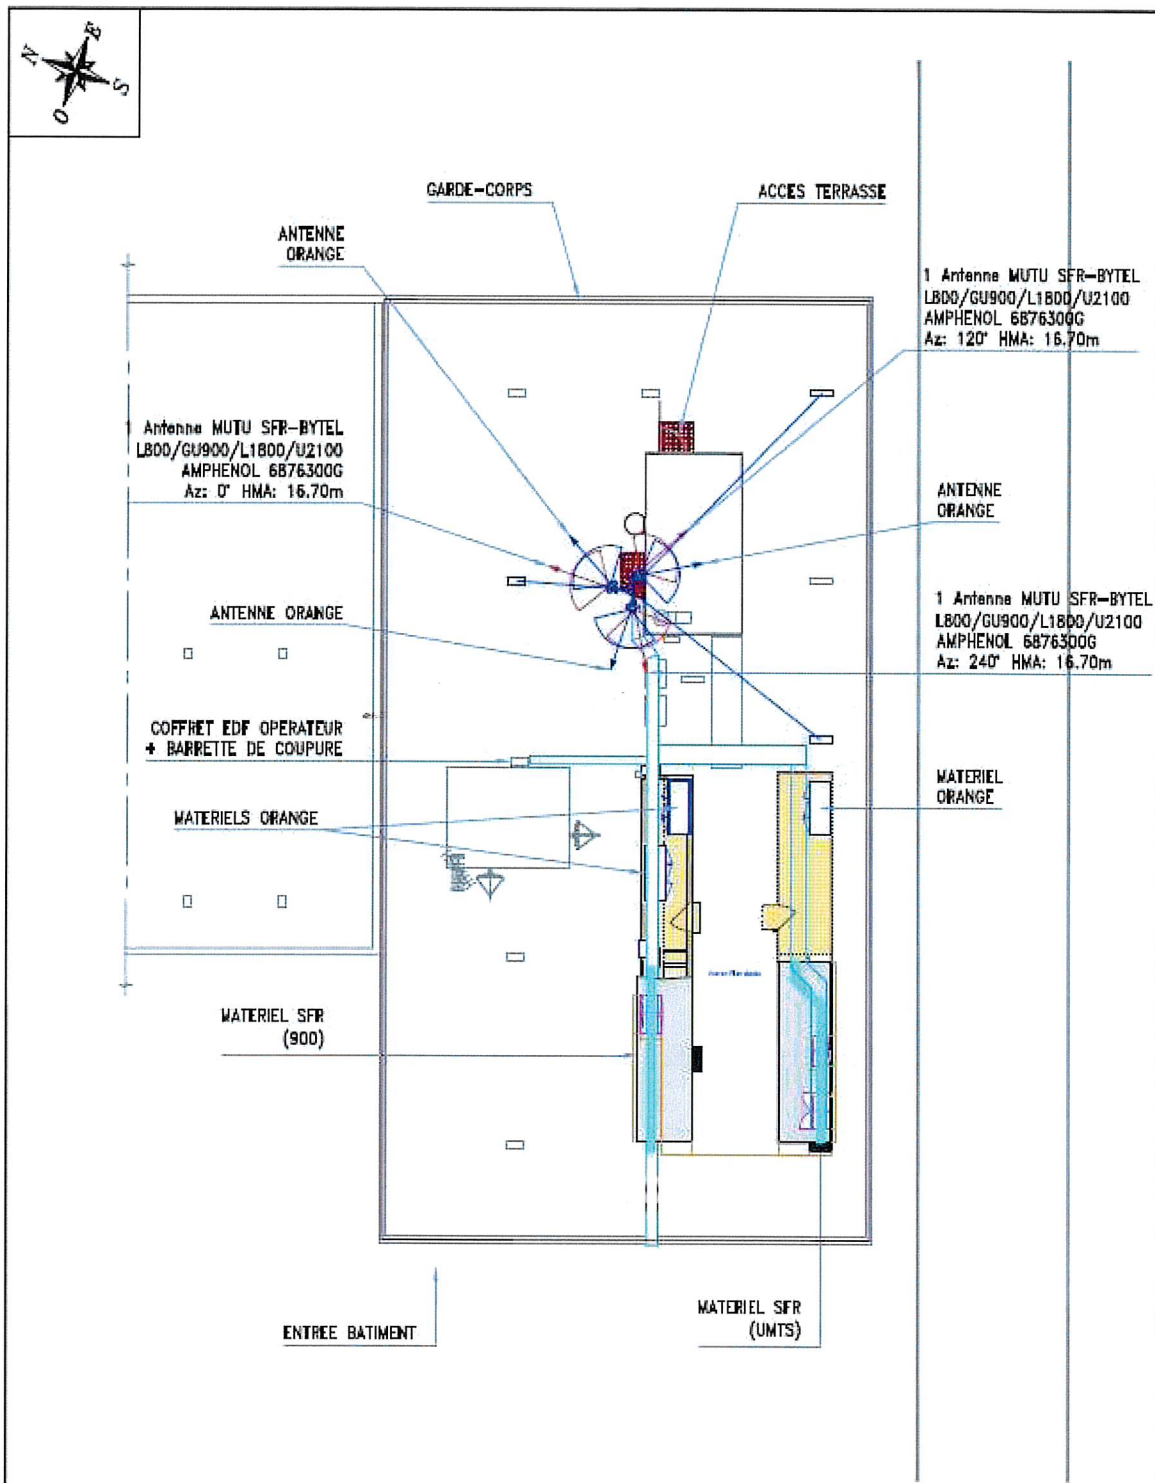 N
E
S
O
GARDE-CORPS
ACCES TERRASSE
ANTENNE
ORANGE
1 Antenne MUTU SFR-BYTEL
L800/GU900/L1800/U2100
AMPHENOL 6876300G
Az: 120° HMA: 16.70m
1 Antenne MUTU SFR-BYTEL
L800/GU900/L1800/U2100
AMPHENOL 6876300G
Az: 0° HMA: 16.70m
ANTENNE
ORANGE
ANTENNE ORANGE
1 Antenne MUTU SFR-BYTEL
L800/GU900/L1800/U2100
AMPHENOL 6876300G
Az: 240° HMA: 16.70m
COFFRET EDF OPERATEUR
+ BARRETTE DE COUPURE
MATERIEL
ORANGE
MATERIELS ORANGE
MATERIEL SFR
(900)
MATERIEL SFR
(UMTS)
ENTREE BATIMENT